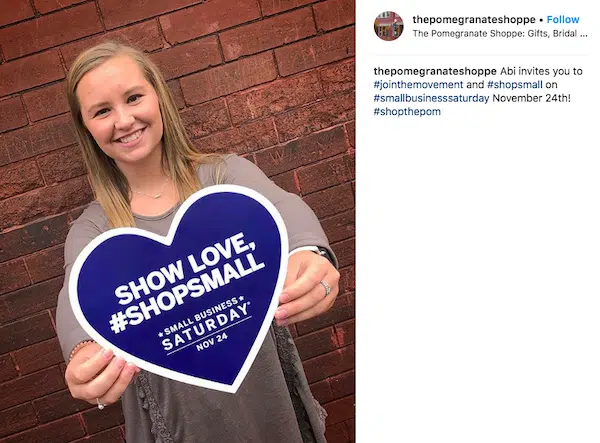 SHOW LOVE,
#SHOPSMALL
★ SMALL BUSINESS ★
SATURDAY®
NOV 24
thepomegranateshoppe • Follow
The Pomegranate Shoppe: Gifts, Bridal ...
thepomegranateshoppe Abi invites you to
#jointhemovement and #shopsmall on
#smallbusinesssaturday November 24th!
#shopthepom